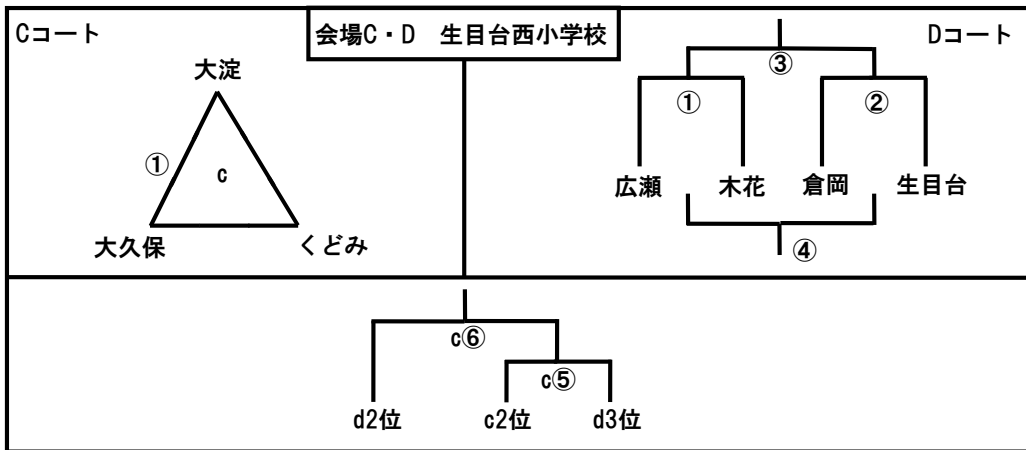 Cコート
会場C・D 生目台西小学校
Dコート
大淀
①
c
大久保
くどみ
③
①
②
広瀬
木花
倉岡
生目台
④
c⑥
c⑤
d2位
c2位
d3位